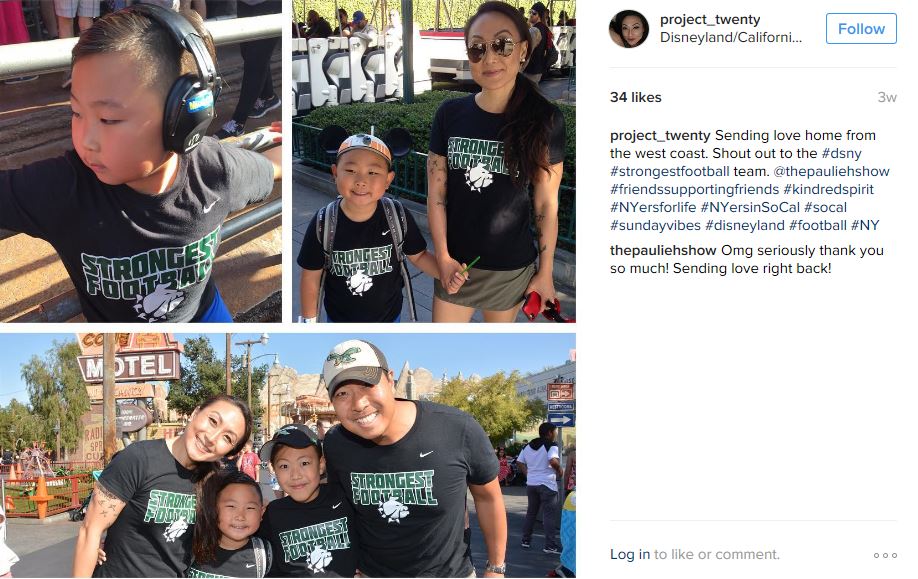 STRONGEST
FOOTBALL
STRONGEST
FOOTBALL
STRONGEST
FOOTBALL
MOTEL
STRONGEST
FOOTBALL
STRONGEST
STRONGEST
FOOTBALL
STRONGEST
FOOTBALL
RESTROOMS
project_twenty
Disneyland/Californi...
Follow
34 likes
3w
project_twenty Sending love home from
the west coast. Shout out to the #dsny
#strongestfootball team. @thepauliehshow
#friendssupportingfriends #kindredspirit
#NYersforlife #NYersinSoCal #socal
#sundayvibes #disneyland #football #NY
thepauliehshow Omg seriously thank you
so much! Sending love right back!
Log in to like or comment.